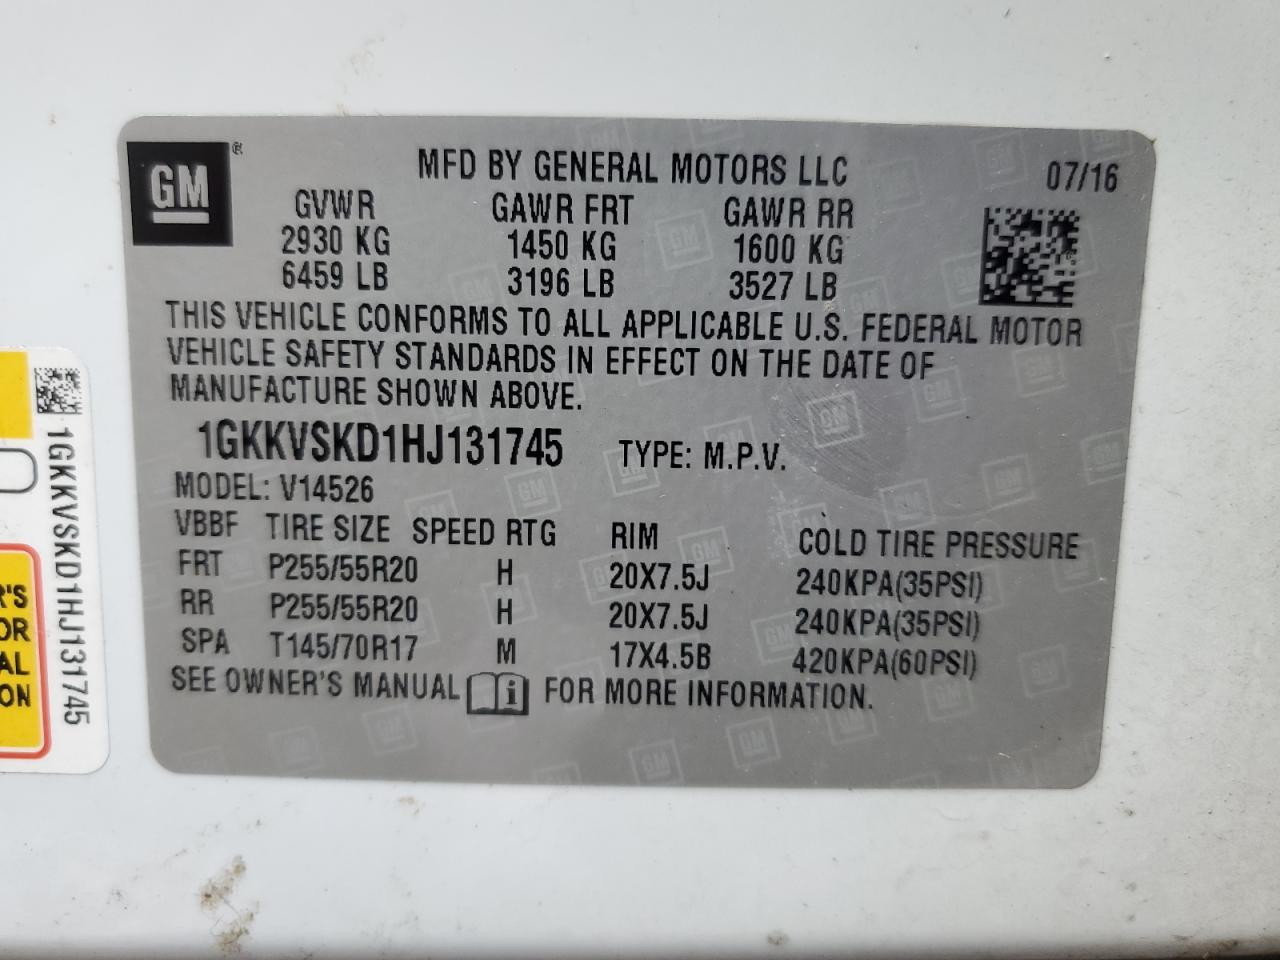 GM®
MFD BY GENERAL MOTORS LLC 07/16
GVWR GAWR FRT GAWR RR
2930 KG 1450 KG 1600 KG
6459 LB 3196 LB 3527 LB
THIS VEHICLE CONFORMS TO ALL APPLICABLE U.S. FEDERAL MOTOR
VEHICLE SAFETY STANDARDS IN EFFECT ON THE DATE OF
MANUFACTURE SHOWN ABOVE.
1GKKVSKD1HJ131745 TYPE: M.P.V.
MODEL: V14526
VBBF TIRE SIZE SPEED RTG RIM COLD TIRE PRESSURE
FRT P255/55R20 H 20X7.5J 240KPA(35PSI)
RR P255/55R20 H 20X7.5J 240KPA(35PSI)
SPA T145/70R17 M 17X4.5B 420KPA(60PSI)
SEE OWNER'S MANUAL i FOR MORE INFORMATION.
1GKKVSKD1HJ131745
R'S
OR
AL
ON